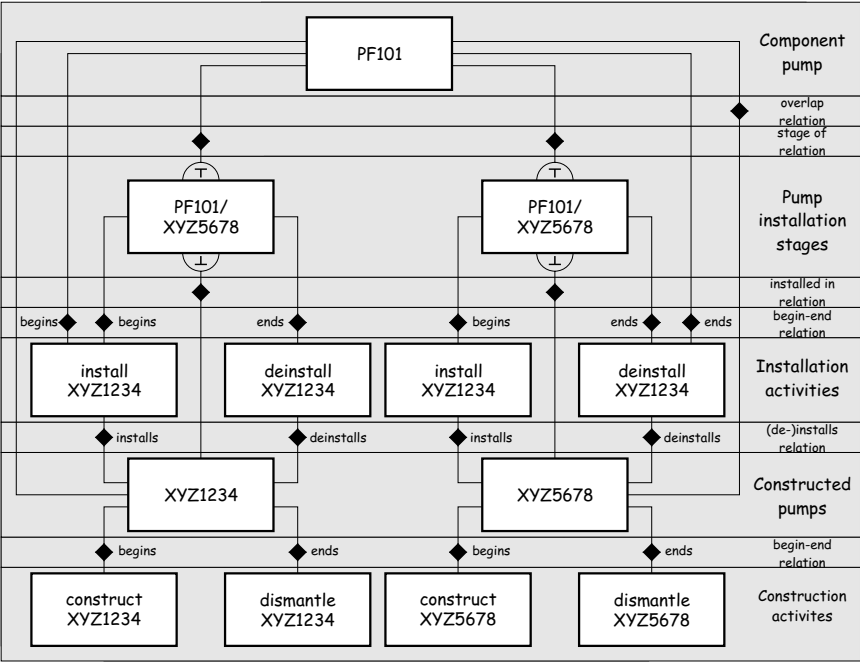 PF101
Component
pump
overlap
relation
stage of
relation
PF101/
XYZ5678
PF101/
XYZ5678
Pump
installation
stages
installed in
relation
begins
begins
ends
begins
ends
ends
begin-end
relation
install
XYZ1234
deinstall
XYZ1234
install
XYZ1234
deinstall
XYZ1234
Installation
activities
installs
deinstalls
installs
deinstalls
(de-)installs
relation
XYZ1234
XYZ5678
Constructed
pumps
begins
ends
begins
ends
begin-end
relation
construct
XYZ1234
dismantle
XYZ1234
construct
XYZ5678
dismantle
XYZ5678
Construction
activites